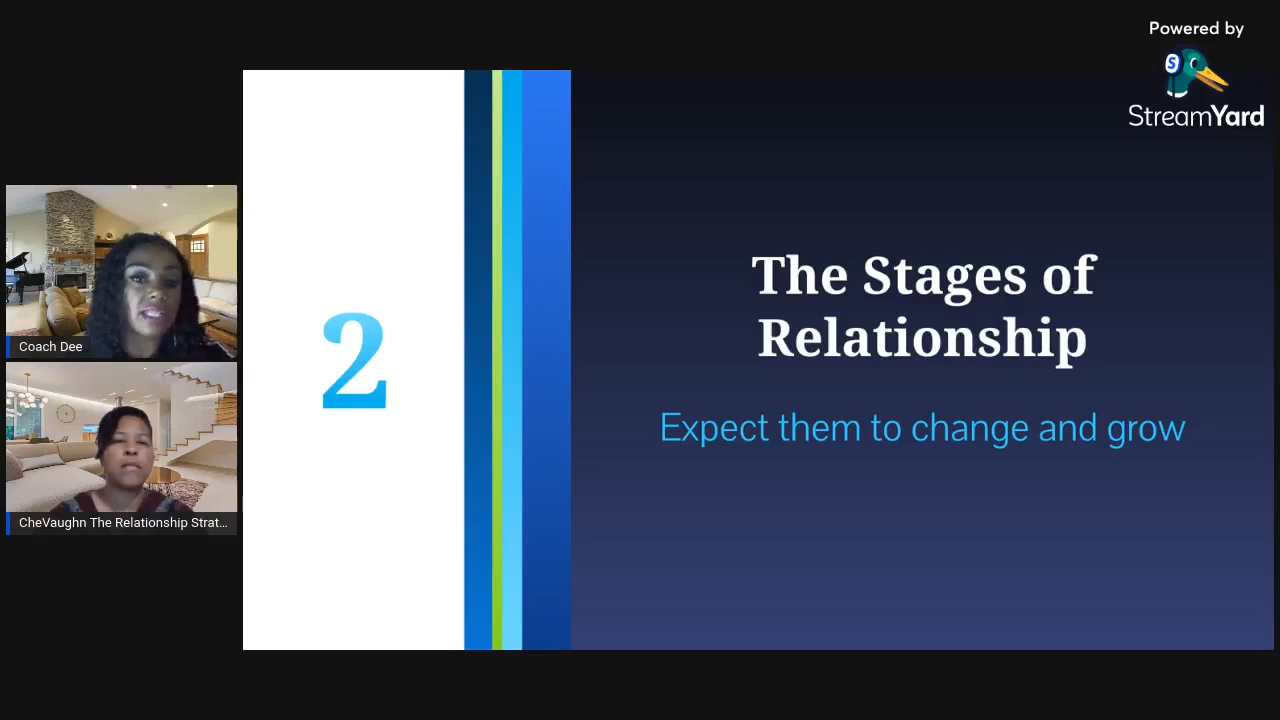 Powered by
S
StreamYard
Coach Dee
CheVaughn The Relationship Strat...
2
The Stages of
Relationship
Expect them to change and grow